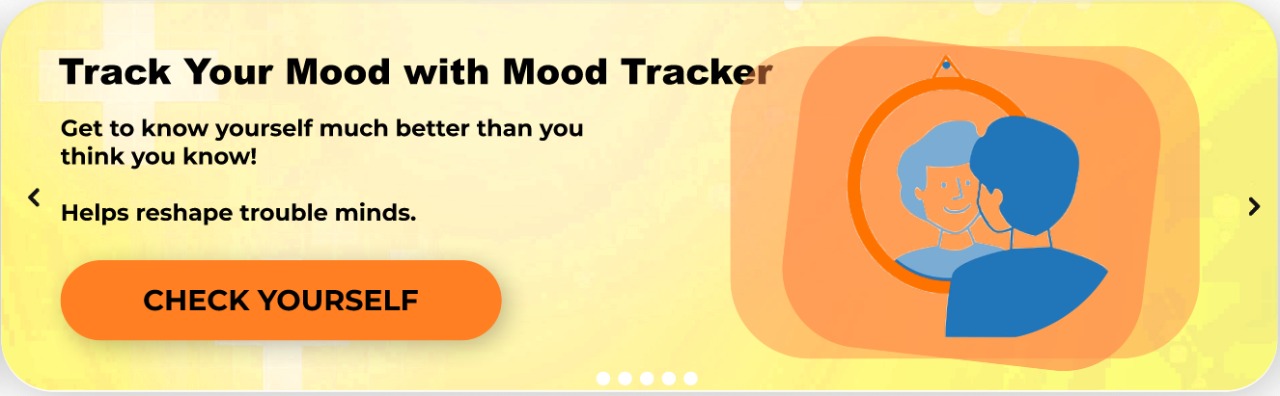 Track Your Mood with Mood Tracker
Get to know yourself much better than you
think you know!
Helps reshape trouble minds.
CHECK YOURSELF